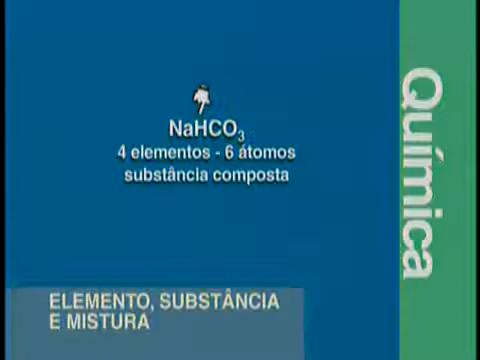 NaHCO₃
4 elementos - 6 átomos
substância composta
Química
ELEMENTO, SUBSTÂNCIA
E MISTURA